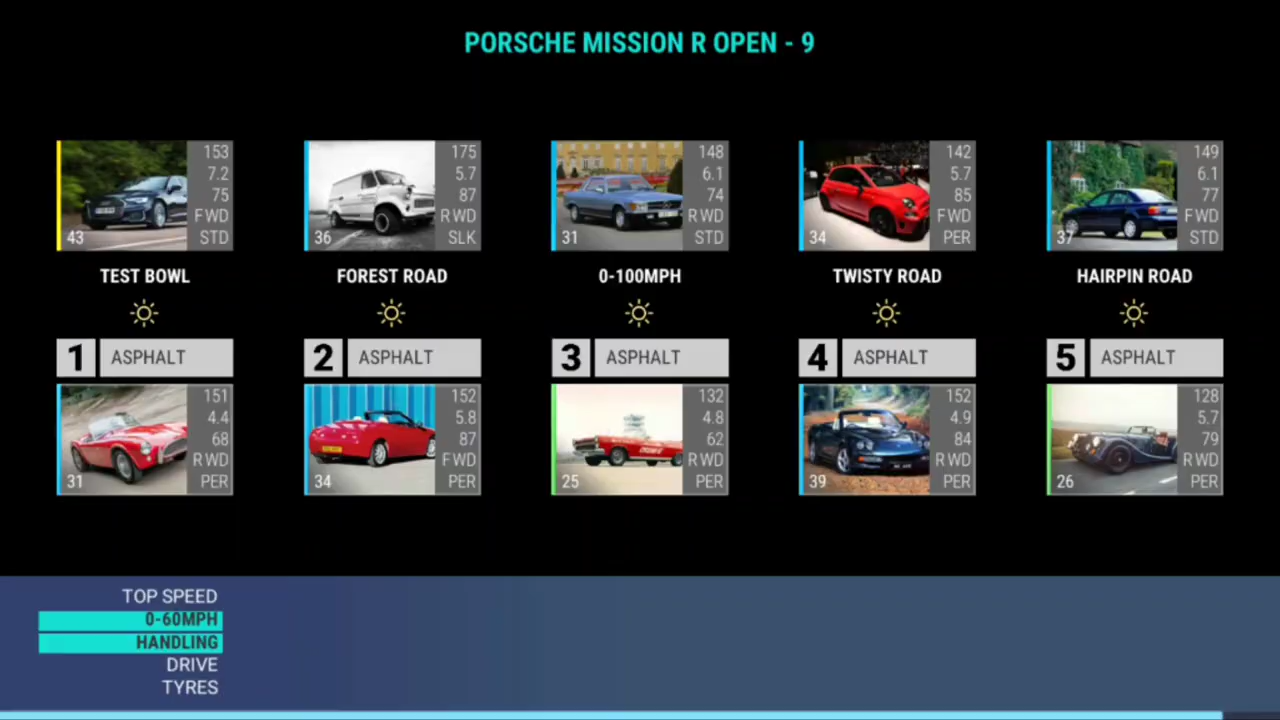 PORSCHE MISSION R OPEN - 9
153
7.2
75
FWD
43
STD
175
5.7
87
RWD
36
SLK
148
6.1
74
RWD
31
STD
142
5.7
85
FWD
34
PER
149
6.1
77
FWD
37
STD
TEST BOWL
FOREST ROAD
0-100MPH
TWISTY ROAD
HAIRPIN ROAD
1 ASPHALT
2 ASPHALT
3 ASPHALT
4 ASPHALT
5 ASPHALT
151
4.4
68
RWD
31
PER
152
5.8
87
FWD
34
PER
132
4.8
62
RWD
25
PER
152
4.9
84
RWD
39
PER
128
5.7
79
RWD
26
PER
TOP SPEED
0-60MPH
HANDLING
DRIVE
TYRES